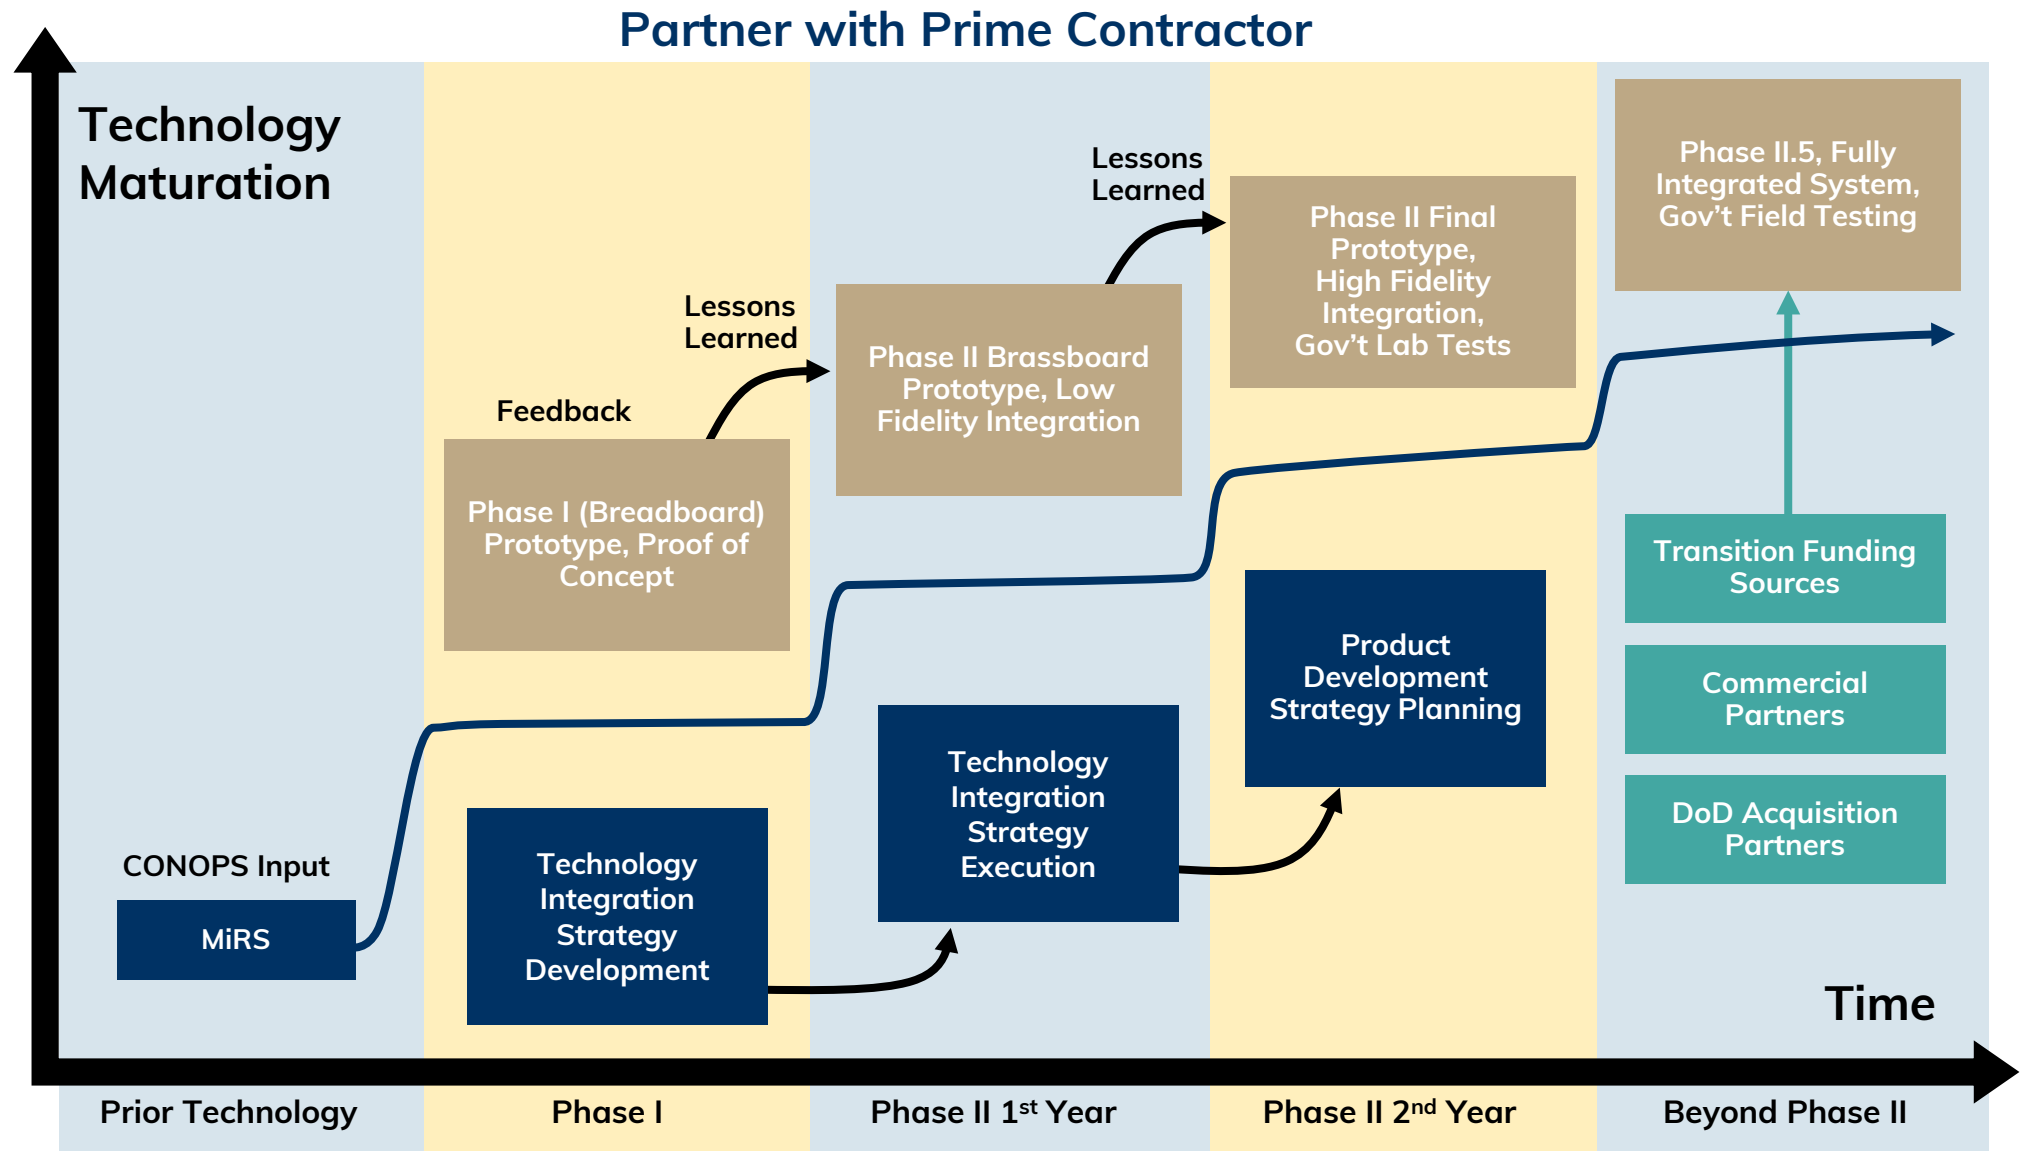 Partner with Prime Contractor
Technology
Maturation
CONOPS Input
MiRS
Feedback
Phase I (Breadboard)
Prototype, Proof of
Concept
Technology
Integration
Strategy
Development
Lessons
Learned
Phase II Brassboard
Prototype, Low
Fidelity Integration
Technology
Integration
Strategy
Execution
Lessons
Learned
Phase II Final
Prototype,
High Fidelity
Integration,
Gov’t Lab Tests
Product
Development
Strategy Planning
Phase II.5, Fully
Integrated System,
Gov’t Field Testing
Transition Funding
Sources
Commercial
Partners
DoD Acquisition
Partners
Time
Prior Technology
Phase I
Phase II 1st Year
Phase II 2nd Year
Beyond Phase II